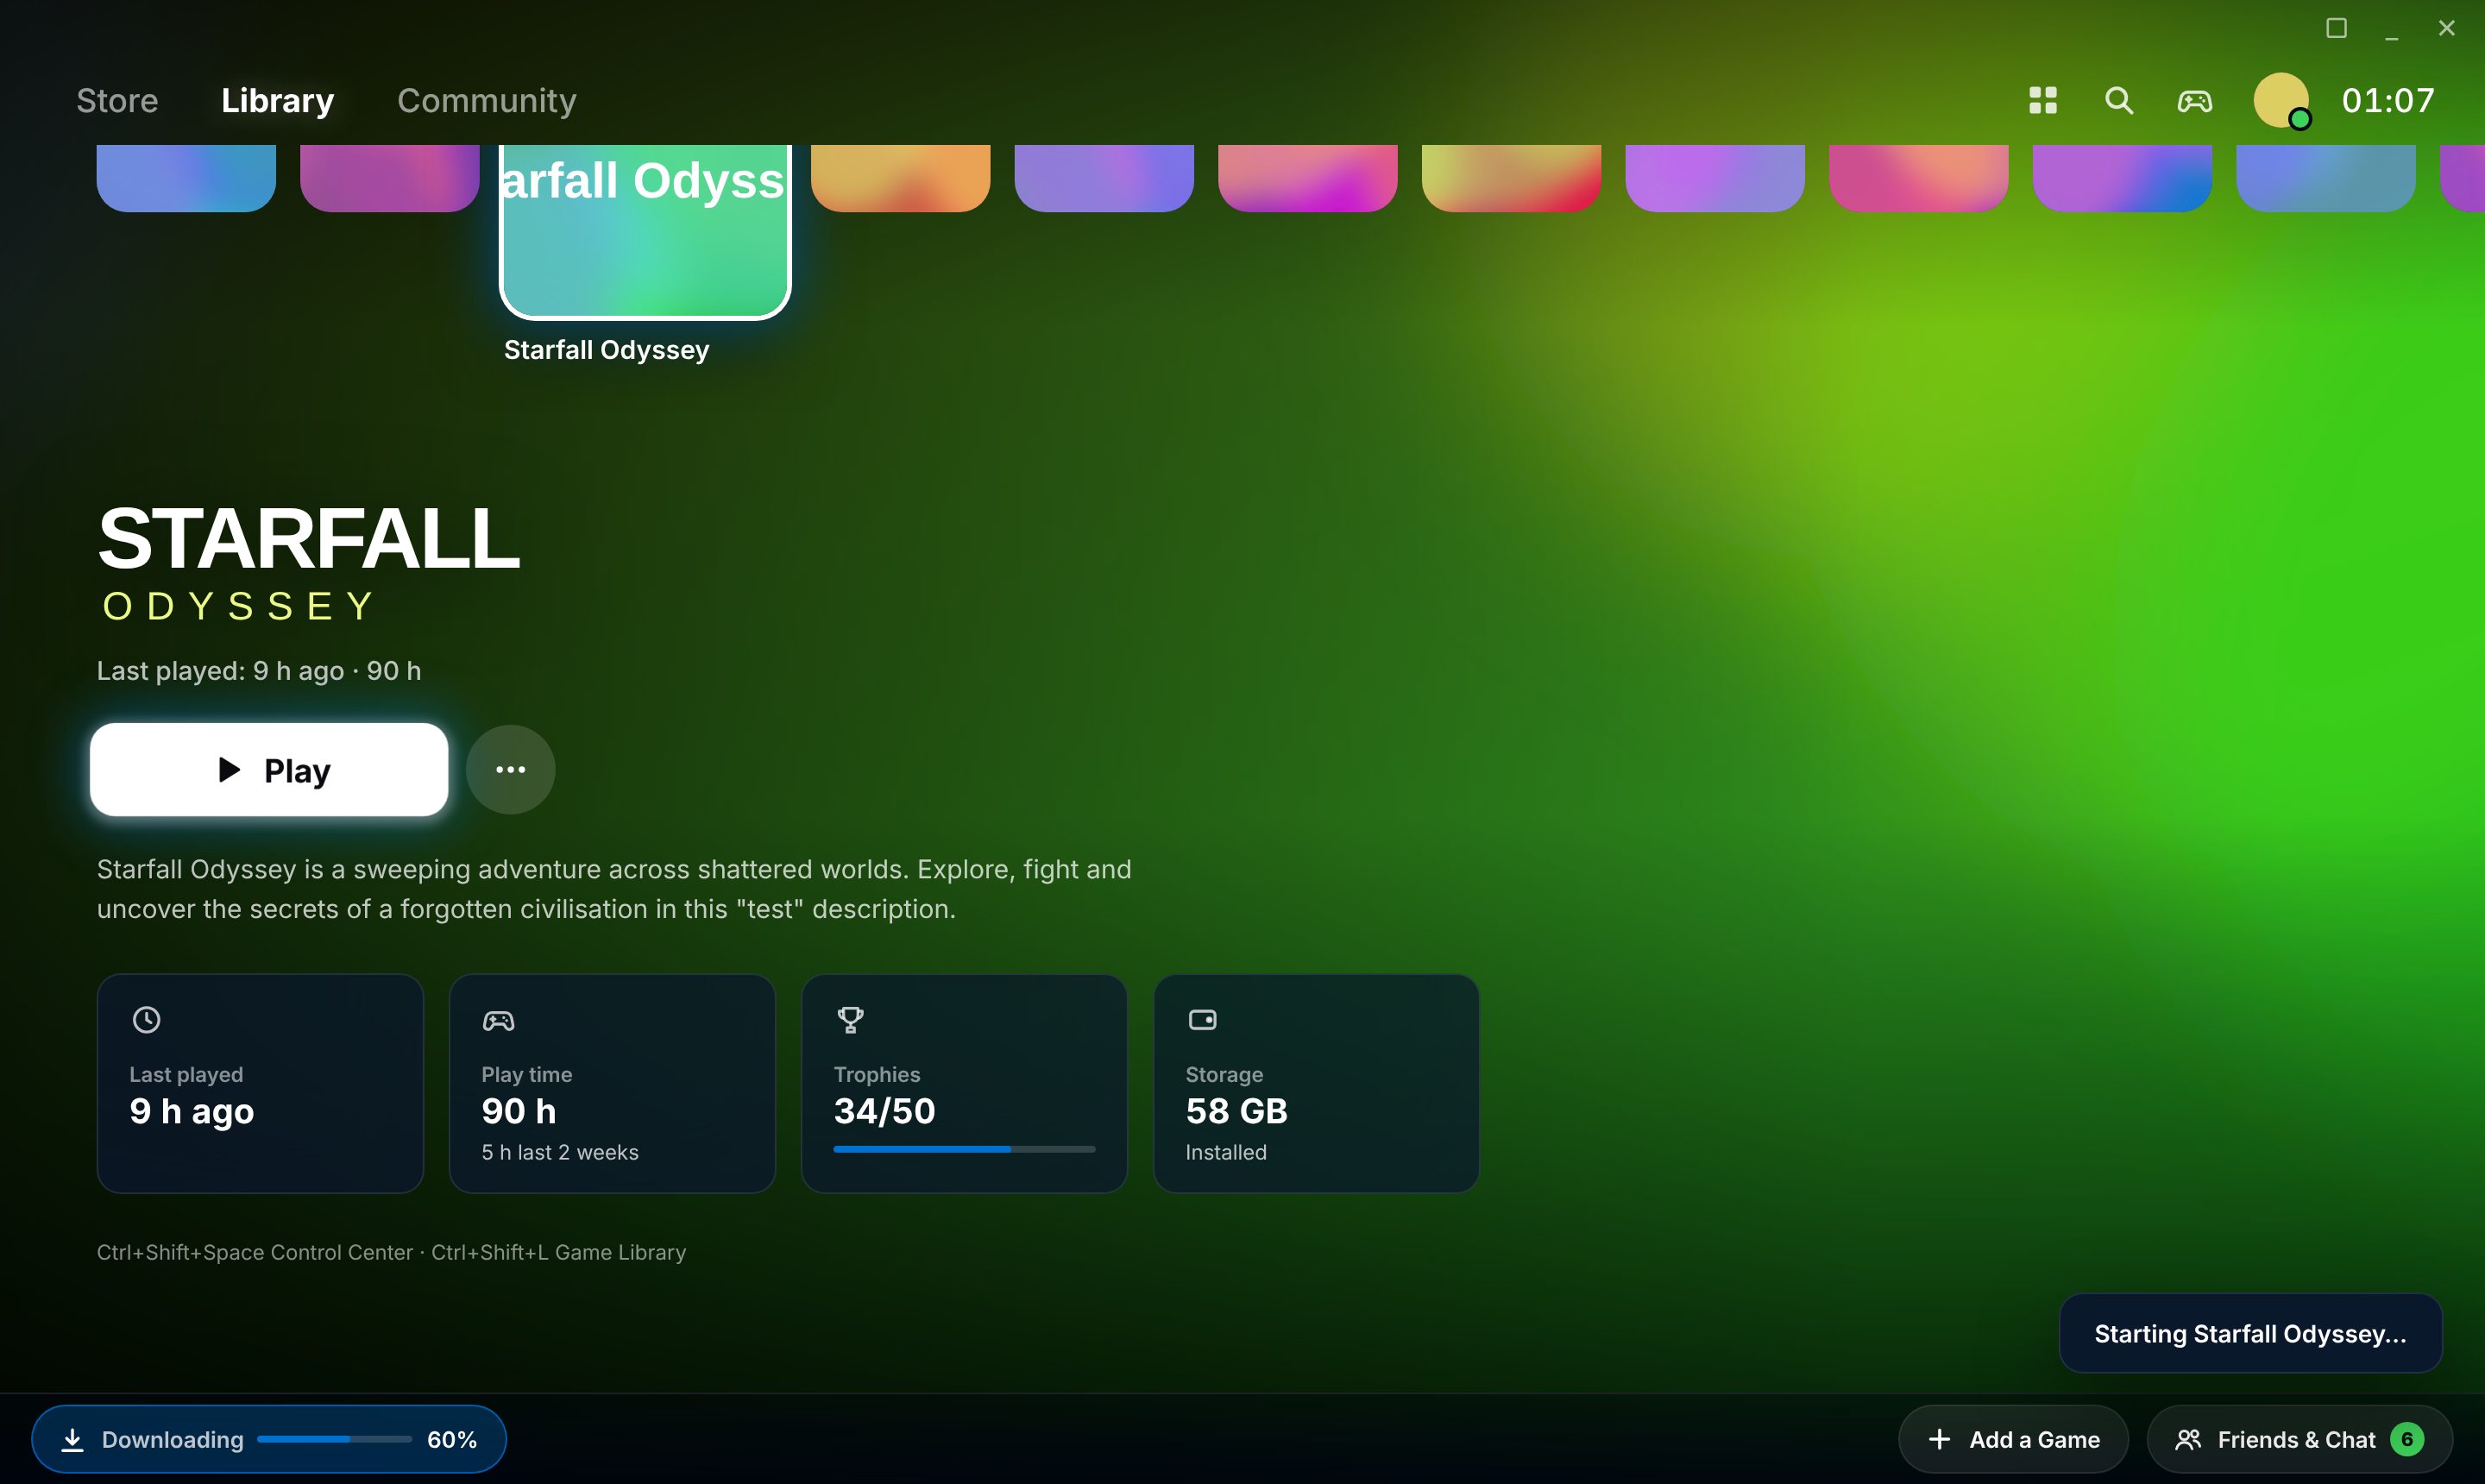 Store Library Community 01:07
arfall Odyss
Starfall Odyssey
STARFALL
ODYSSEY
Last played: 9 h ago · 90 h
Play
Starfall Odyssey is a sweeping adventure across shattered worlds. Explore, fight and
uncover the secrets of a forgotten civilisation in this "test" description.
Last played
9 h ago
Play time
90 h
5 h last 2 weeks
Trophies
34/50
Storage
58 GB
Installed
Ctrl+Shift+Space Control Center · Ctrl+Shift+L Game Library
Starting Starfall Odyssey...
Downloading 60%
Add a Game
Friends & Chat 6